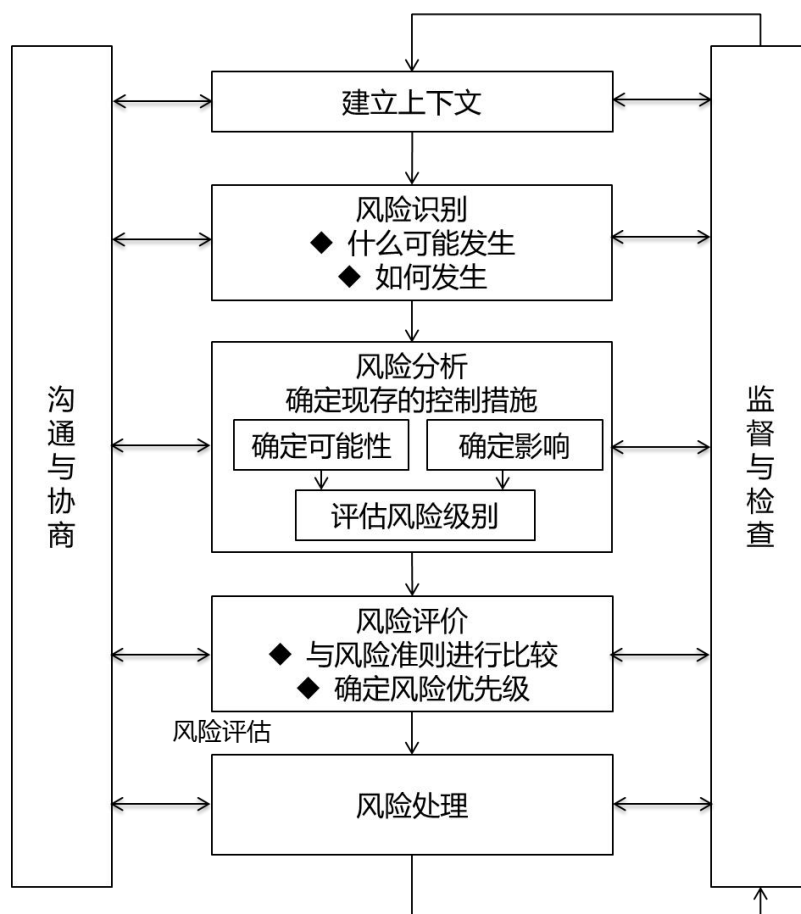 建立上下文
风险识别
◆ 什么可能发生
◆ 如何发生
风险分析
确定现存的控制措施
确定可能性
确定影响
评估风险级别
风险评价
◆ 与风险准则进行比较
◆ 确定风险优先级
风险评估
风险处理
沟通与协商
监督与检查